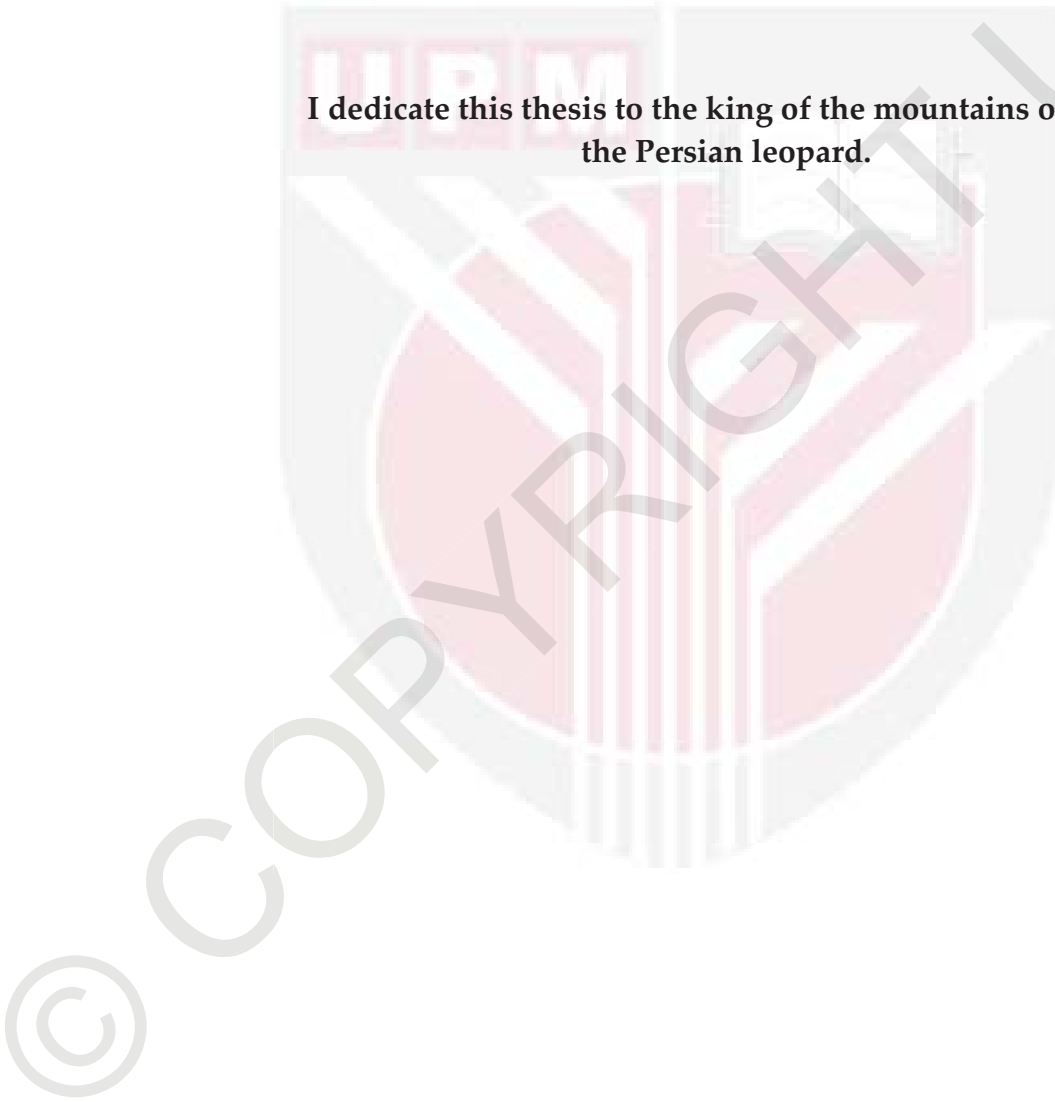 UPM
I dedicate this thesis to the king of the mountains o
the Persian leopard.
© COPYRIGHT